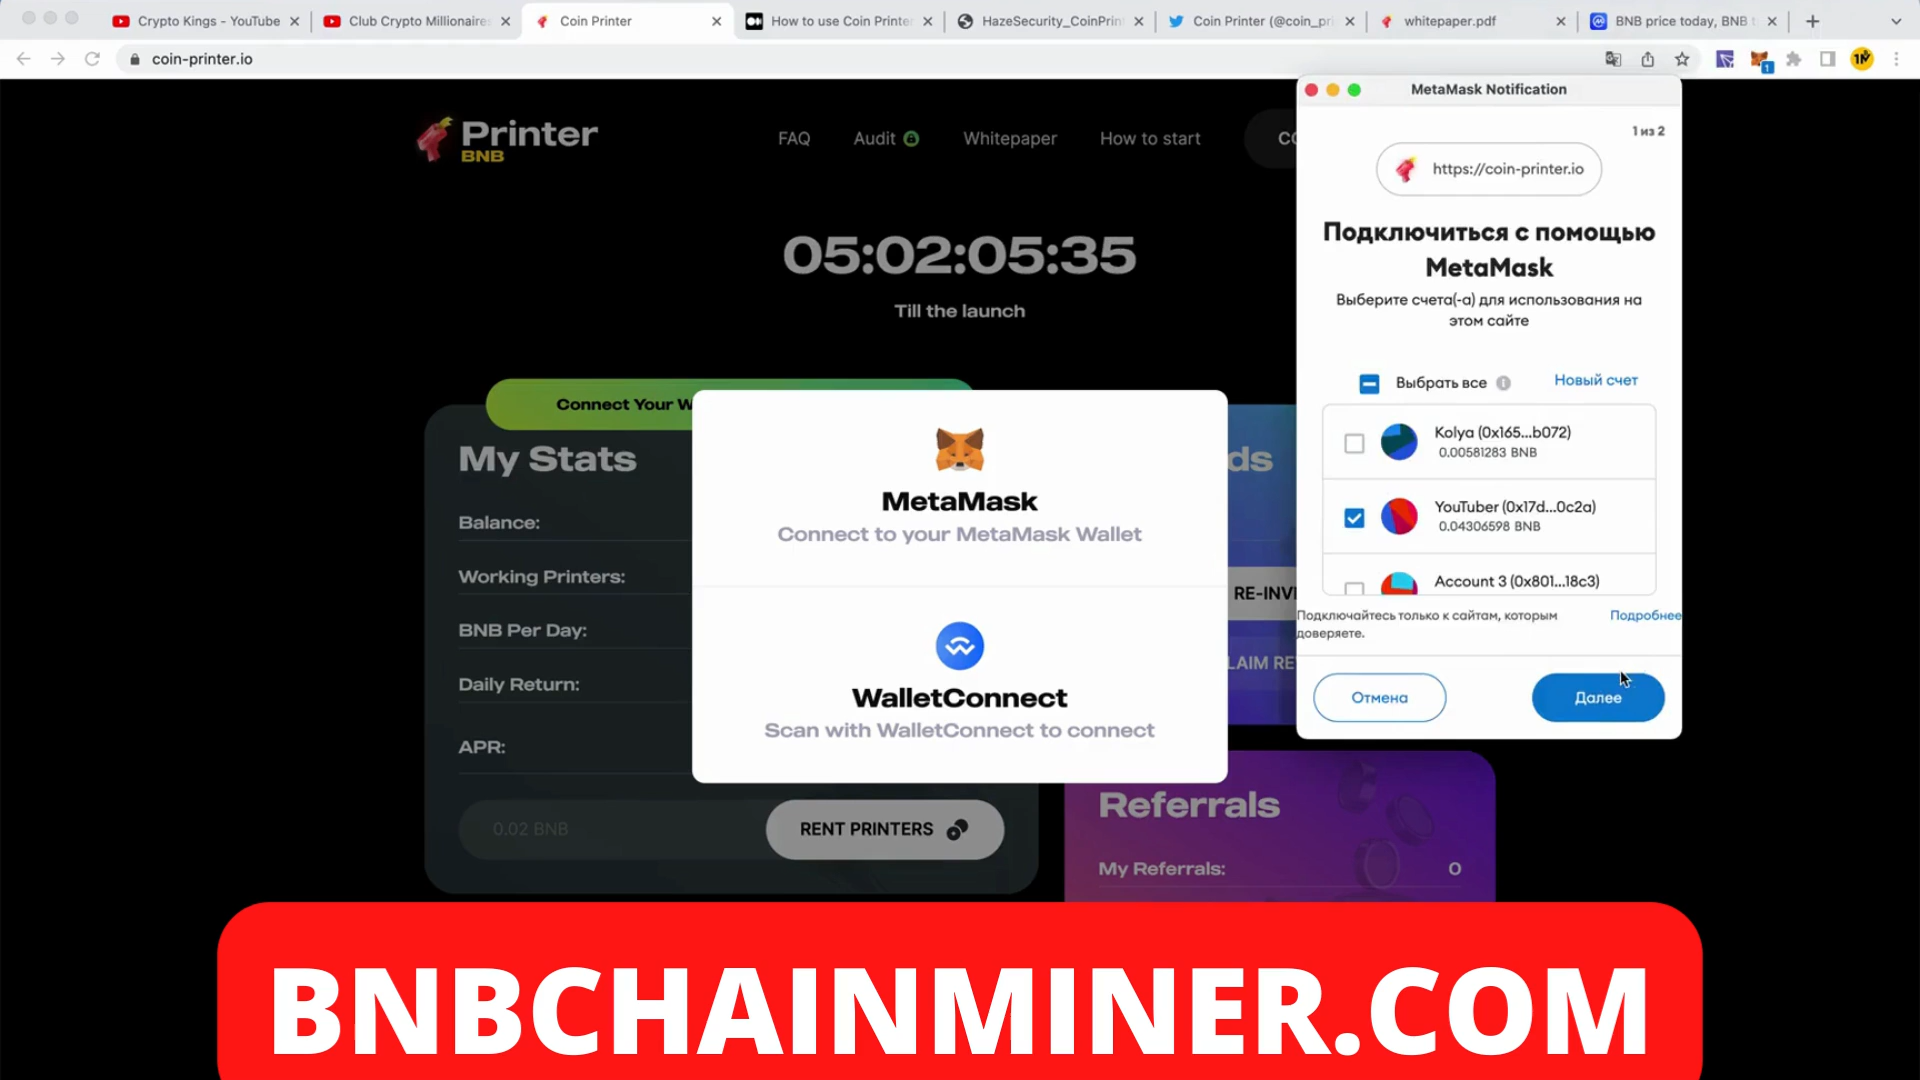 Crypto Kings - YouTube
Club Crypto Millionaire
Coin Printer
How to use Coin Printer
HazeSecurity_CoinPrin
Coin Printer (@coin_pri
whitepaper.pdf
BNB price today, BNB t
coin-printer.io
1
MetaMask Notification
1 из 2
https://coin-printer.io
Подключиться с помощью
MetaMask
Выберите счета(-а) для использования на
этом сайте
Выбрать все
Новый счет
Kolya (0x165...b072)
0.00581283 BNB
YouTuber (0x17d...0c2a)
0.04306598 BNB
Account 3 (0x801...18c3)
Подключайтесь только к сайтам, которым
доверяете.
Подробнее
Отмена
Далее
Printer
BNB
FAQ
Audit
Whitepaper
How to start
CO
05:02:05:35
Till the launch
Connect Your W
My Stats
Balance:
Working Printers:
BNB Per Day:
Daily Return:
APR:
0.02 BNB
RENT PRINTERS
MetaMask
Connect to your MetaMask Wallet
WalletConnect
Scan with WalletConnect to connect
ds
RE-INV
LAIM RE
Referrals
My Referrals:
0
BNBCHAINMINER.COM